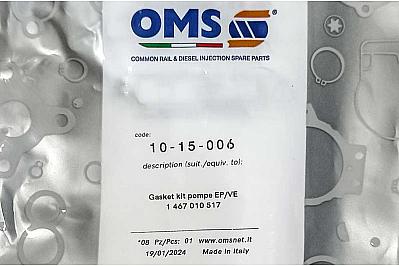 OMS®
COMMON RAIL & DIESEL INJECTION SPARE PARTS
code:
10-15-006
description (suit./equiv. to):
Gasket kit pompe EP/VE
1 467 010 517
*08 Pz/Pcs: 01 www.omsnet.it
19/01/2024 Made in Italy